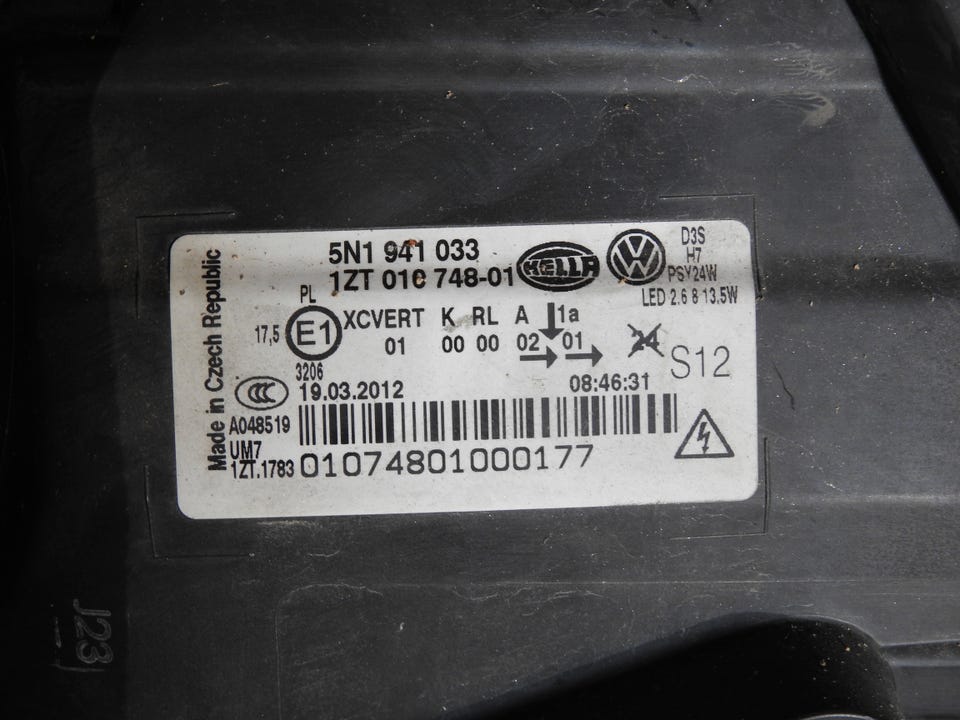 5N1 941 033
1ZT 010 748-01
HELLA
VW
D3S
H7
PSY24W
LED 2.6 8 13.5W
Made in Czech Republic
PL
17,5
E1
3206
XCVERT K RL A 1a
01 00 00 02 01
24
S12
CCC
A048519
UM7
1ZT.1783
19.03.2012
08:46:31
01074801000177
J23